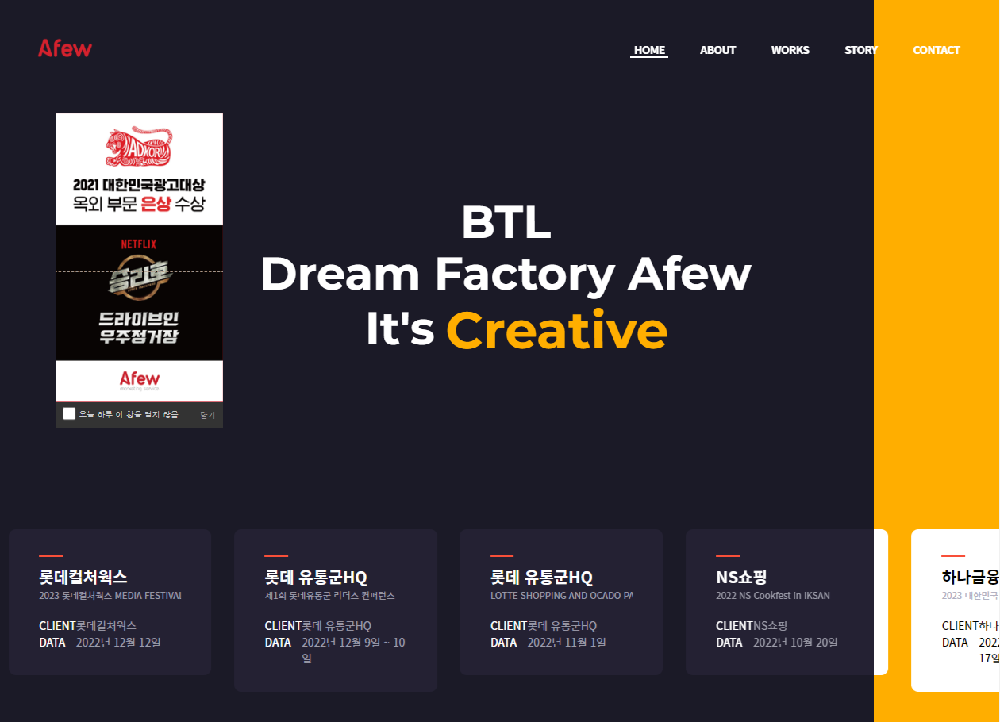 Afew
HOME
ABOUT
WORKS
STORY
CONTACT
ADKOR
2021 대한민국광고대상
옥외 부문 은상 수상
NETFLIX
승리호
드라이브인
우주정거장
Afew
marketing service
오늘 하루 이 창을 열지 않음
닫기
BTL
Dream Factory Afew
It's Creative
롯데컬처웍스
2023 롯데컬처웍스 MEDIA FESTIVAL
CLIENT롯데컬처웍스
DATA 2022년 12월 12일
롯데 유통군HQ
제1회 롯데유통군 리더스 컨퍼런스
CLIENT롯데 유통군HQ
DATA 2022년 12월 9일 ~ 10
일
롯데 유통군HQ
LOTTE SHOPPING AND OCADO PA
CLIENT롯데 유통군HQ
DATA 2022년 11월 1일
NS쇼핑
2022 NS Cookfest in IKSAN
CLIENTNS쇼핑
DATA 2022년 10월 20일
하나금융
2023 대한민국
CLIENT하나
DATA 2022
17일